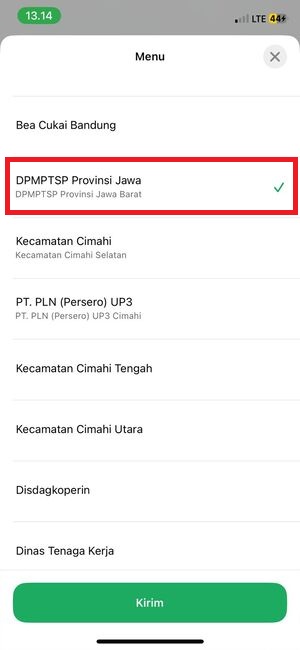 13.14
LTE 44
Menu
Bea Cukai Bandung
DPMPTSP Provinsi Jawa
DPMPTSP Provinsi Jawa Barat
Kecamatan Cimahi
Kecamatan Cimahi Selatan
PT. PLN (Persero) UP3
PT. PLN (Persero) UP3 Cimahi
Kecamatan Cimahi Tengah
Kecamatan Cimahi Utara
Disdagkoperin
Dinas Tenaga Kerja
Kirim